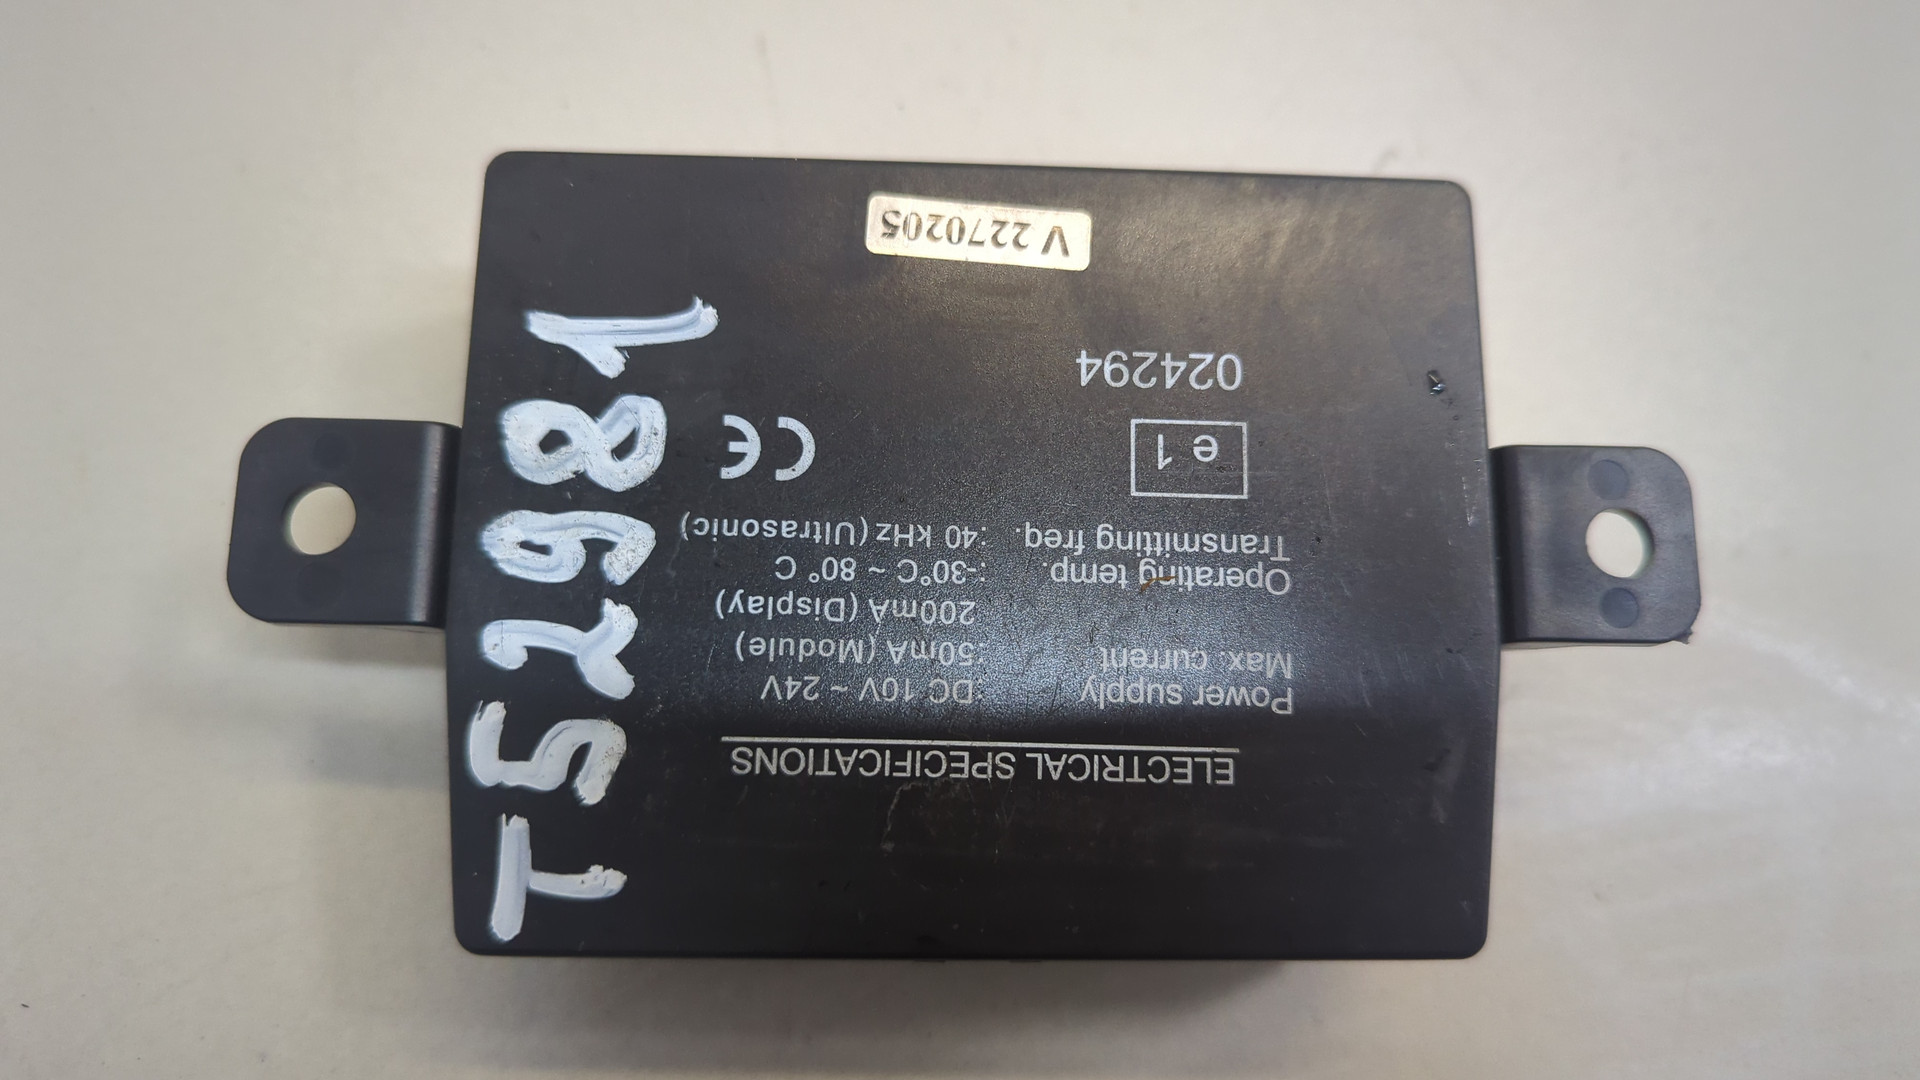 ELECTRICAL SPECIFICATIONS
Power supply :DC 10V ~ 24V
Max. current :50mA (Module)
200mA (Display)
Operating temp. :-30°C ~ 80°C
Transmitting freq. :40 kHz (Ultrasonic)
e 1 CE
024294
V 2270205
T52981